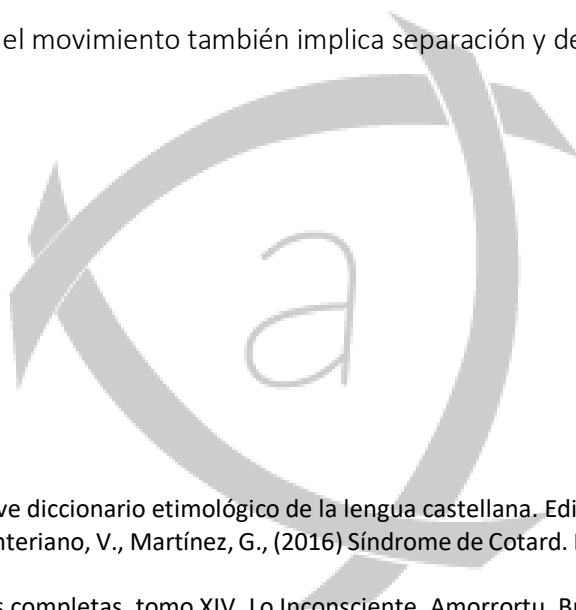 el movimiento también implica separación y de
a
ve diccionario etimológico de la lengua castellana. Edi
nteriano, V., Martínez, G., (2016) Síndrome de Cotard.
s completas, tomo XIV, Lo Inconsciente, Amorrortu,